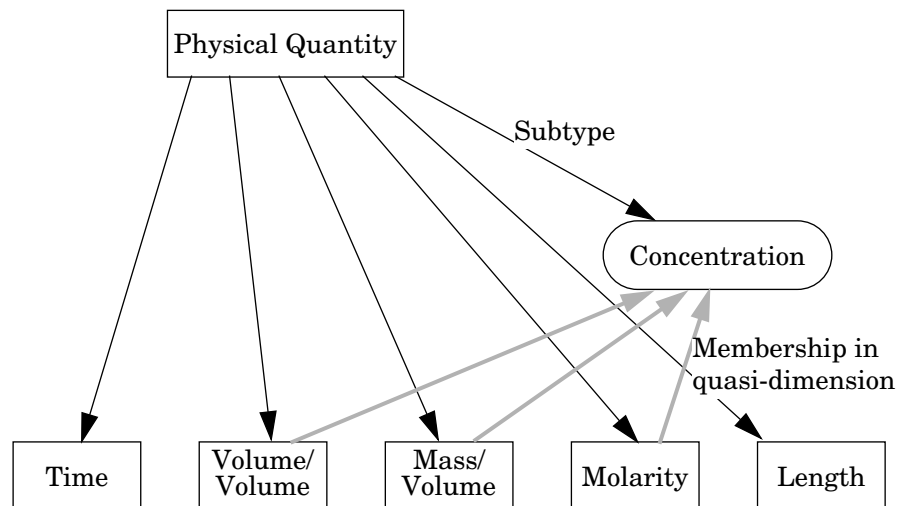 Physical Quantity
Subtype
Concentration
Membership in
quasi-dimension
Time
Volume/
Volume
Mass/
Volume
Molarity
Length